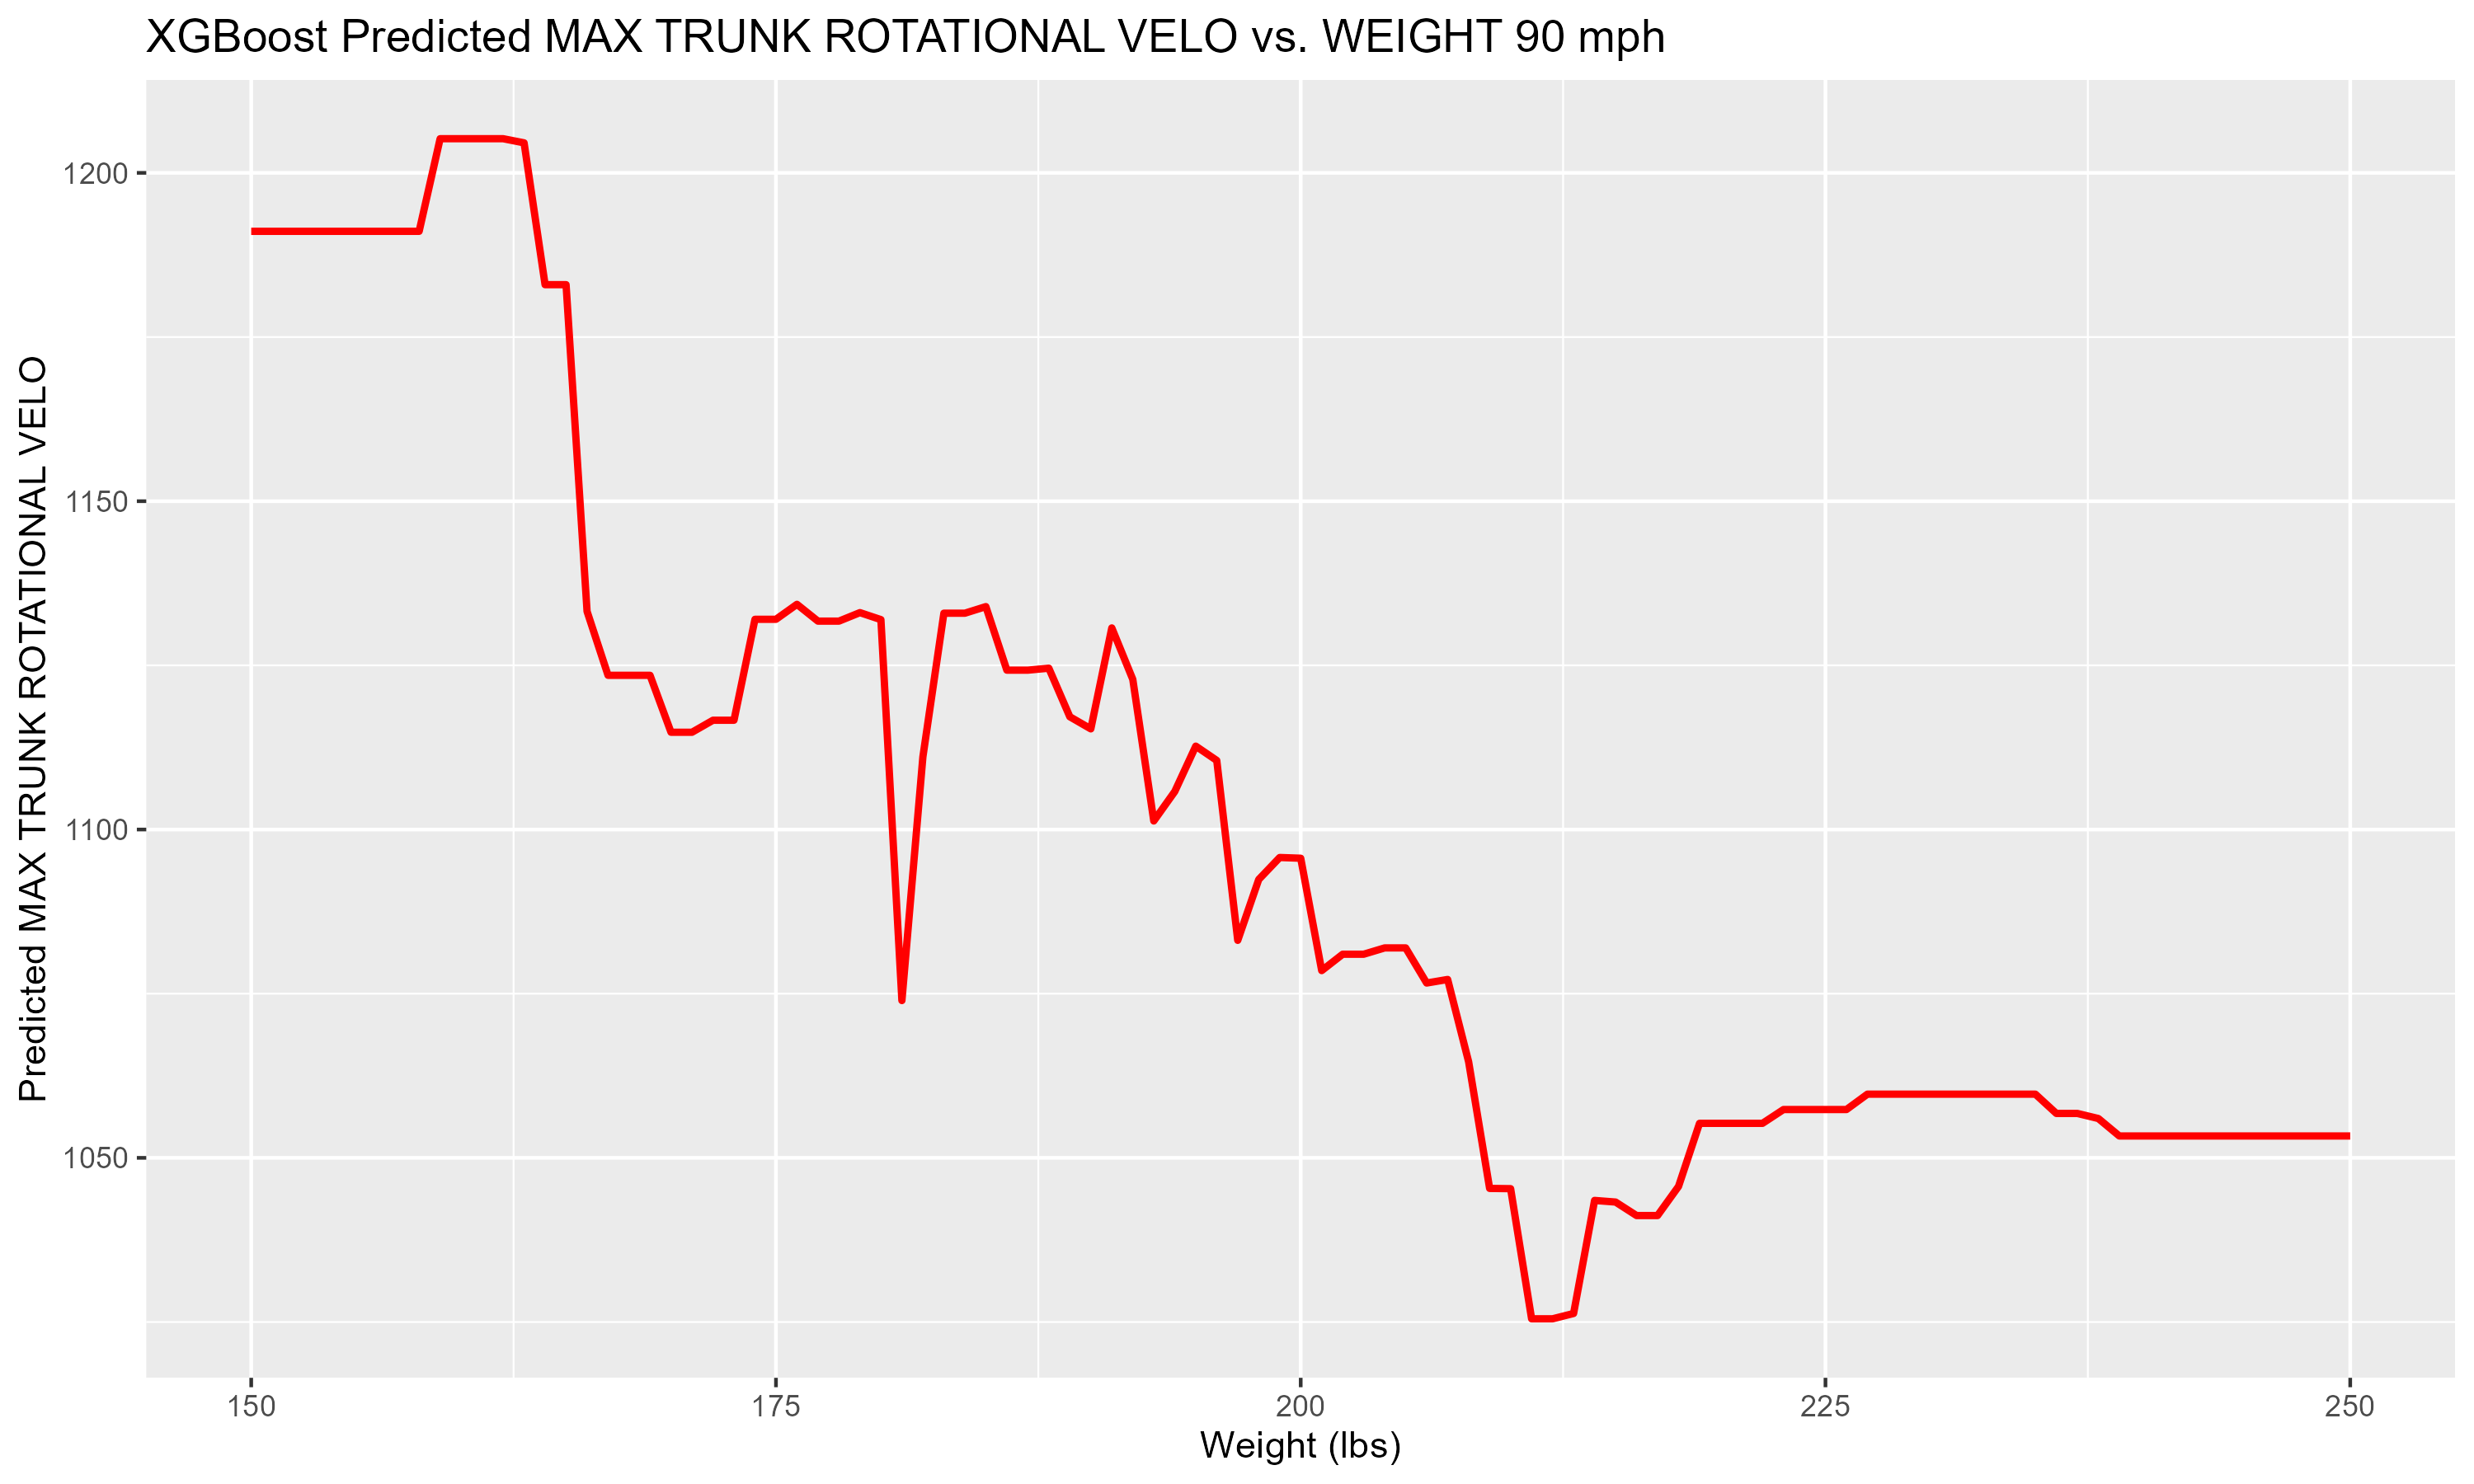 XGBoost Predicted MAX TRUNK ROTATIONAL VELO vs. WEIGHT 90 mph
Predicted MAX TRUNK ROTATIONAL VELO
1200
1150
1100
1050
150 175 200 225 250
Weight (lbs)